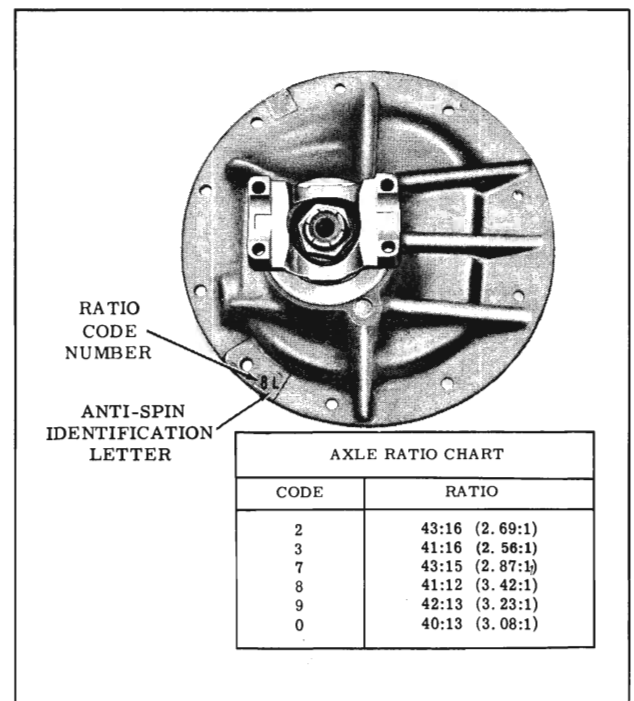 RATIO
CODE
NUMBER
8 L
ANTI-SPIN
IDENTIFICATION
LETTER
AXLE RATIO CHART
CODE RATIO
2 43:16 (2.69:1)
3 41:16 (2.56:1)
7 43:15 (2.87:1)
8 41:12 (3.42:1)
9 42:13 (3.23:1)
0 40:13 (3.08:1)